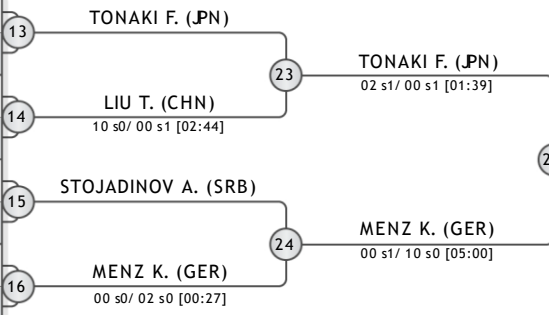 13
TONAKI F. (JPN)
23
TONAKI F. (JPN)
02 s1/ 00 s1 [01:39]
14
LIU T. (CHN)
10 s0/ 00 s1 [02:44]
15
STOJADINOV A. (SRB)
24
MENZ K. (GER)
00 s1/ 10 s0 [05:00]
16
MENZ K. (GER)
00 s0/ 02 s0 [00:27]